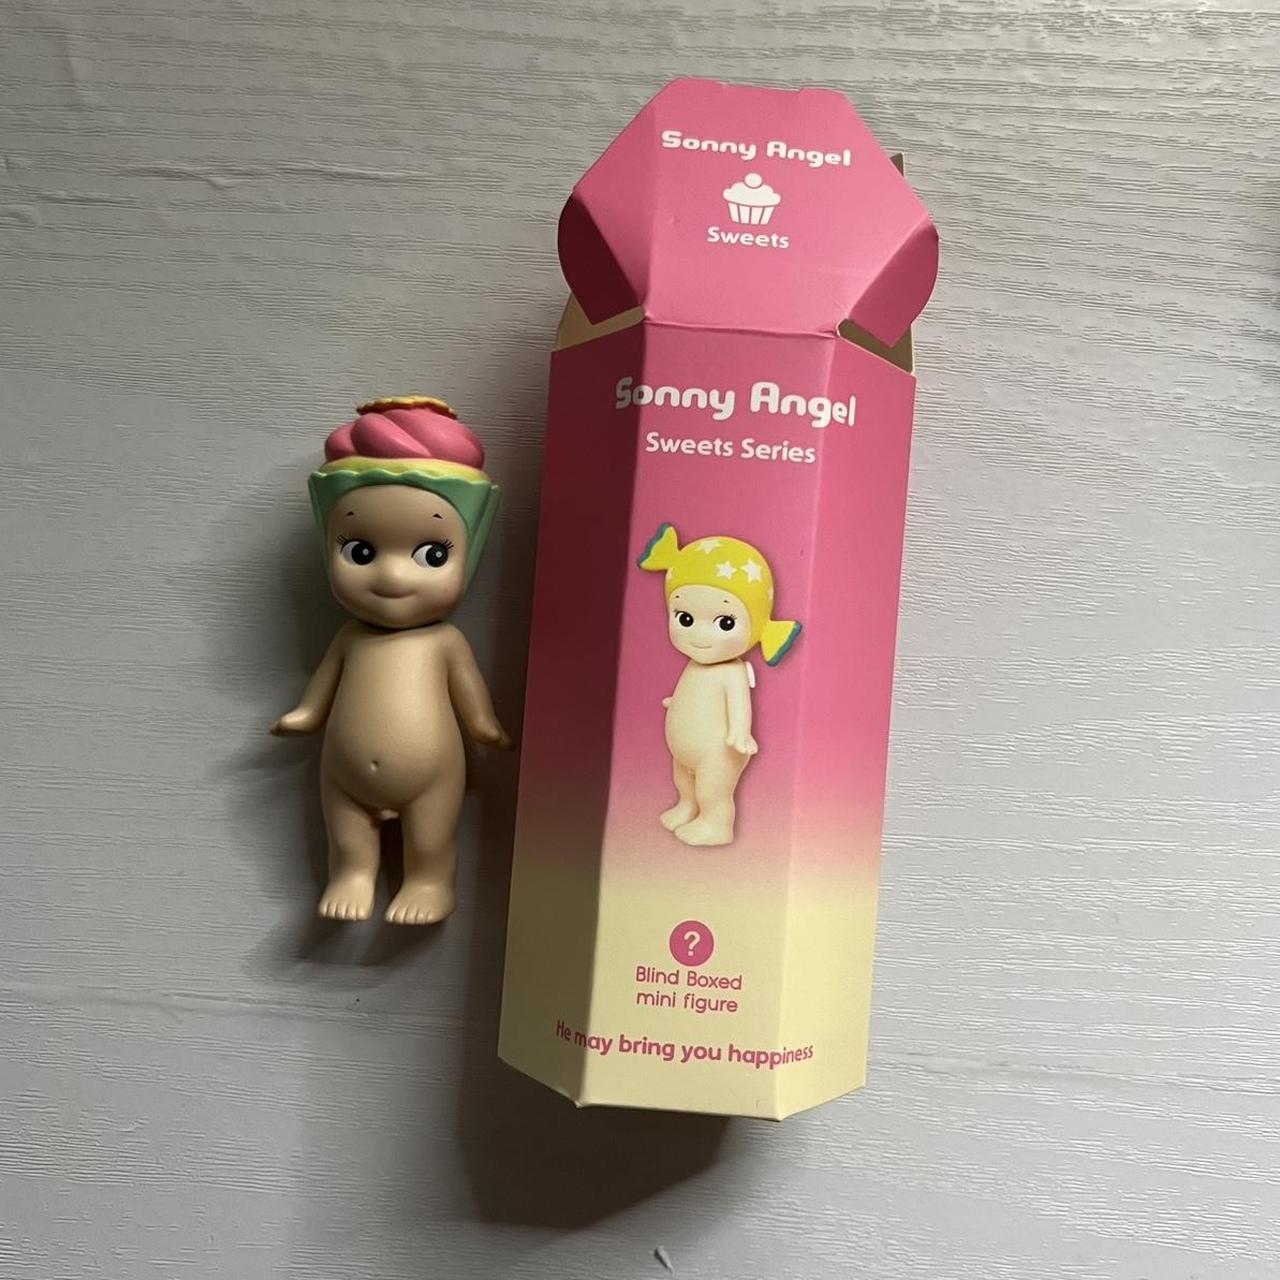 Sonny Angel
Sweets
Sonny Angel
Sweets Series
?
Blind Boxed
mini figure
He may bring you happiness